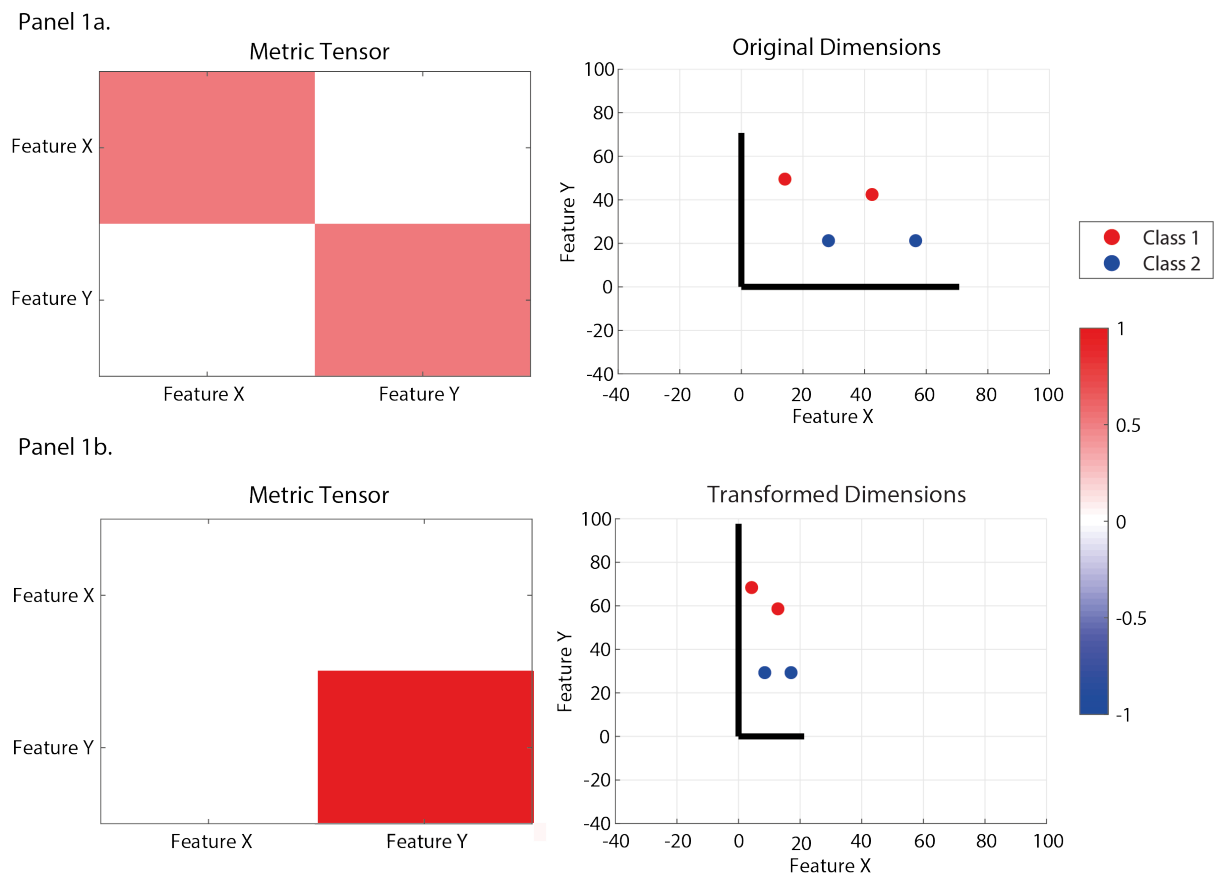 Panel 1a.
Metric Tensor
Feature X
Feature Y
Feature X
Feature Y
Original Dimensions
100
80
60
40
20
0
-20
-40
Feature Y
-40
-20
0
20
40
60
80
100
Feature X
Class 1
Class 2
1
0.5
0
-0.5
-1
Panel 1b.
Metric Tensor
Feature X
Feature Y
Feature X
Feature Y
Transformed Dimensions
100
80
60
40
20
0
-20
-40
Feature Y
-40
-20
0
20
40
60
80
100
Feature X